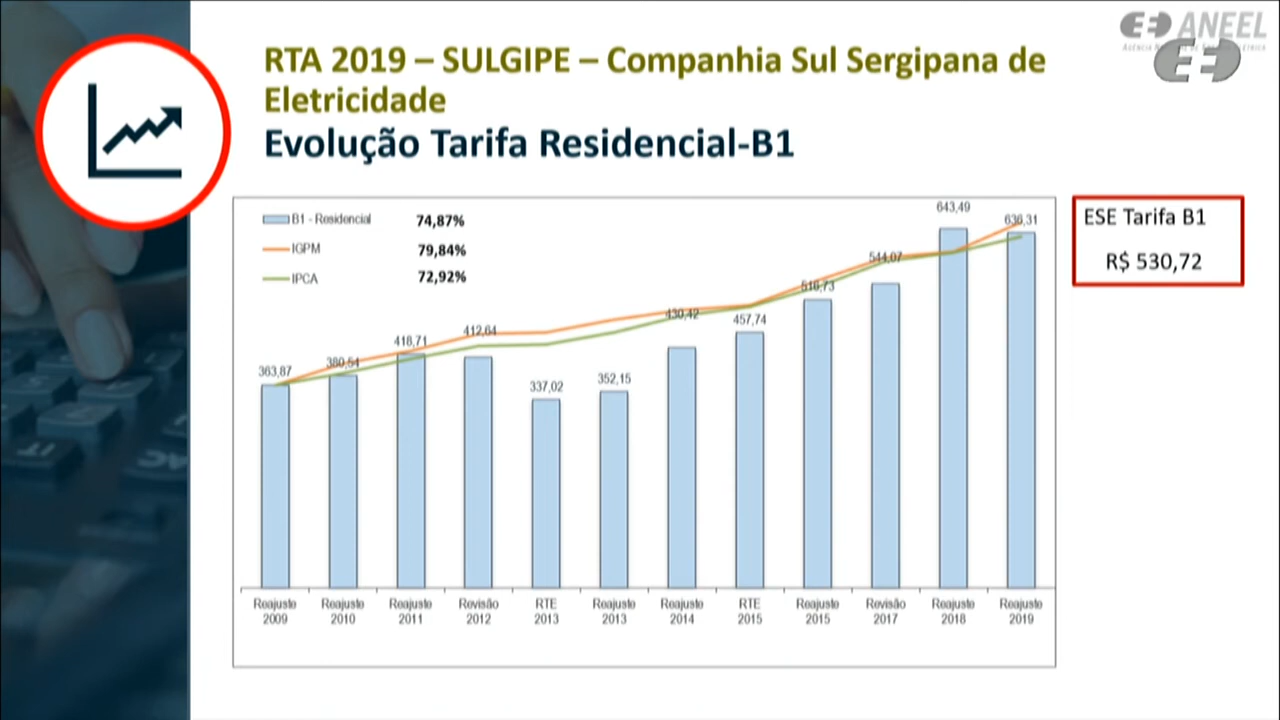 ANEEL
RTA 2019 – SULGIPE – Companhia Sul Sergipana de
Eletricidade
Evolução Tarifa Residencial-B1
B1 - Residencial 74,87%
IGPM 79,84%
IPCA 72,92%
ESE Tarifa B1
R$ 530,72
363,87
380,54
418,71
412,64
337,02
352,15
430,42
457,74
516,73
544,07
643,49
636,31
Reajuste Reajuste Reajuste Revisão RTE Reajuste Reajuste RTE Reajuste Revisão Reajuste Reajuste
2009 2010 2011 2012 2013 2013 2014 2015 2015 2017 2018 2019